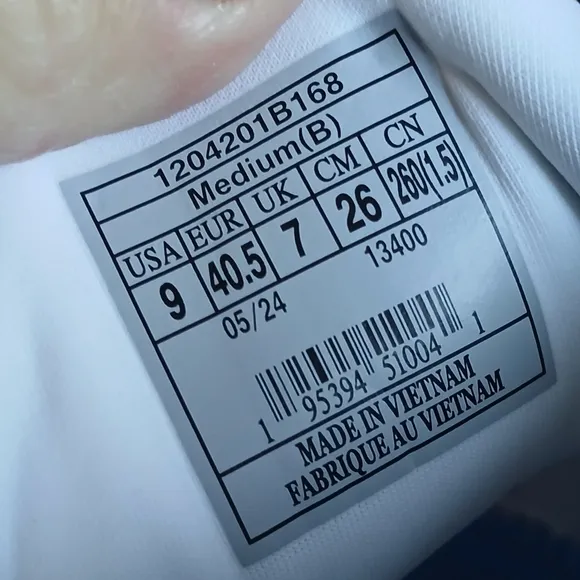 1204201B168
Medium(B)
USA EUR UK CM CN
9 40.5 7 26 260(1.5)
05/24 13400
1 95394 51004 1
MADE IN VIETNAM
FABRIQUE AU VIETNAM